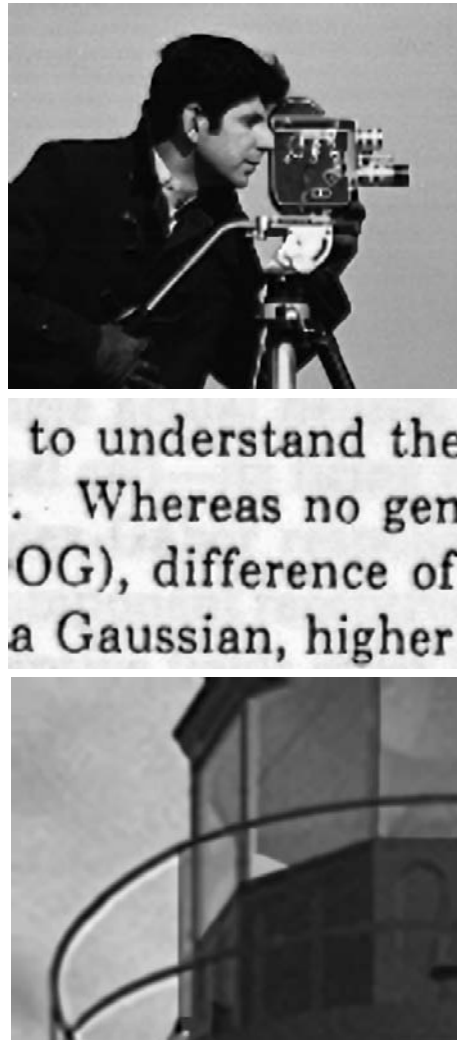 to understand the
. Whereas no gen
OG), difference of
a Gaussian, higher